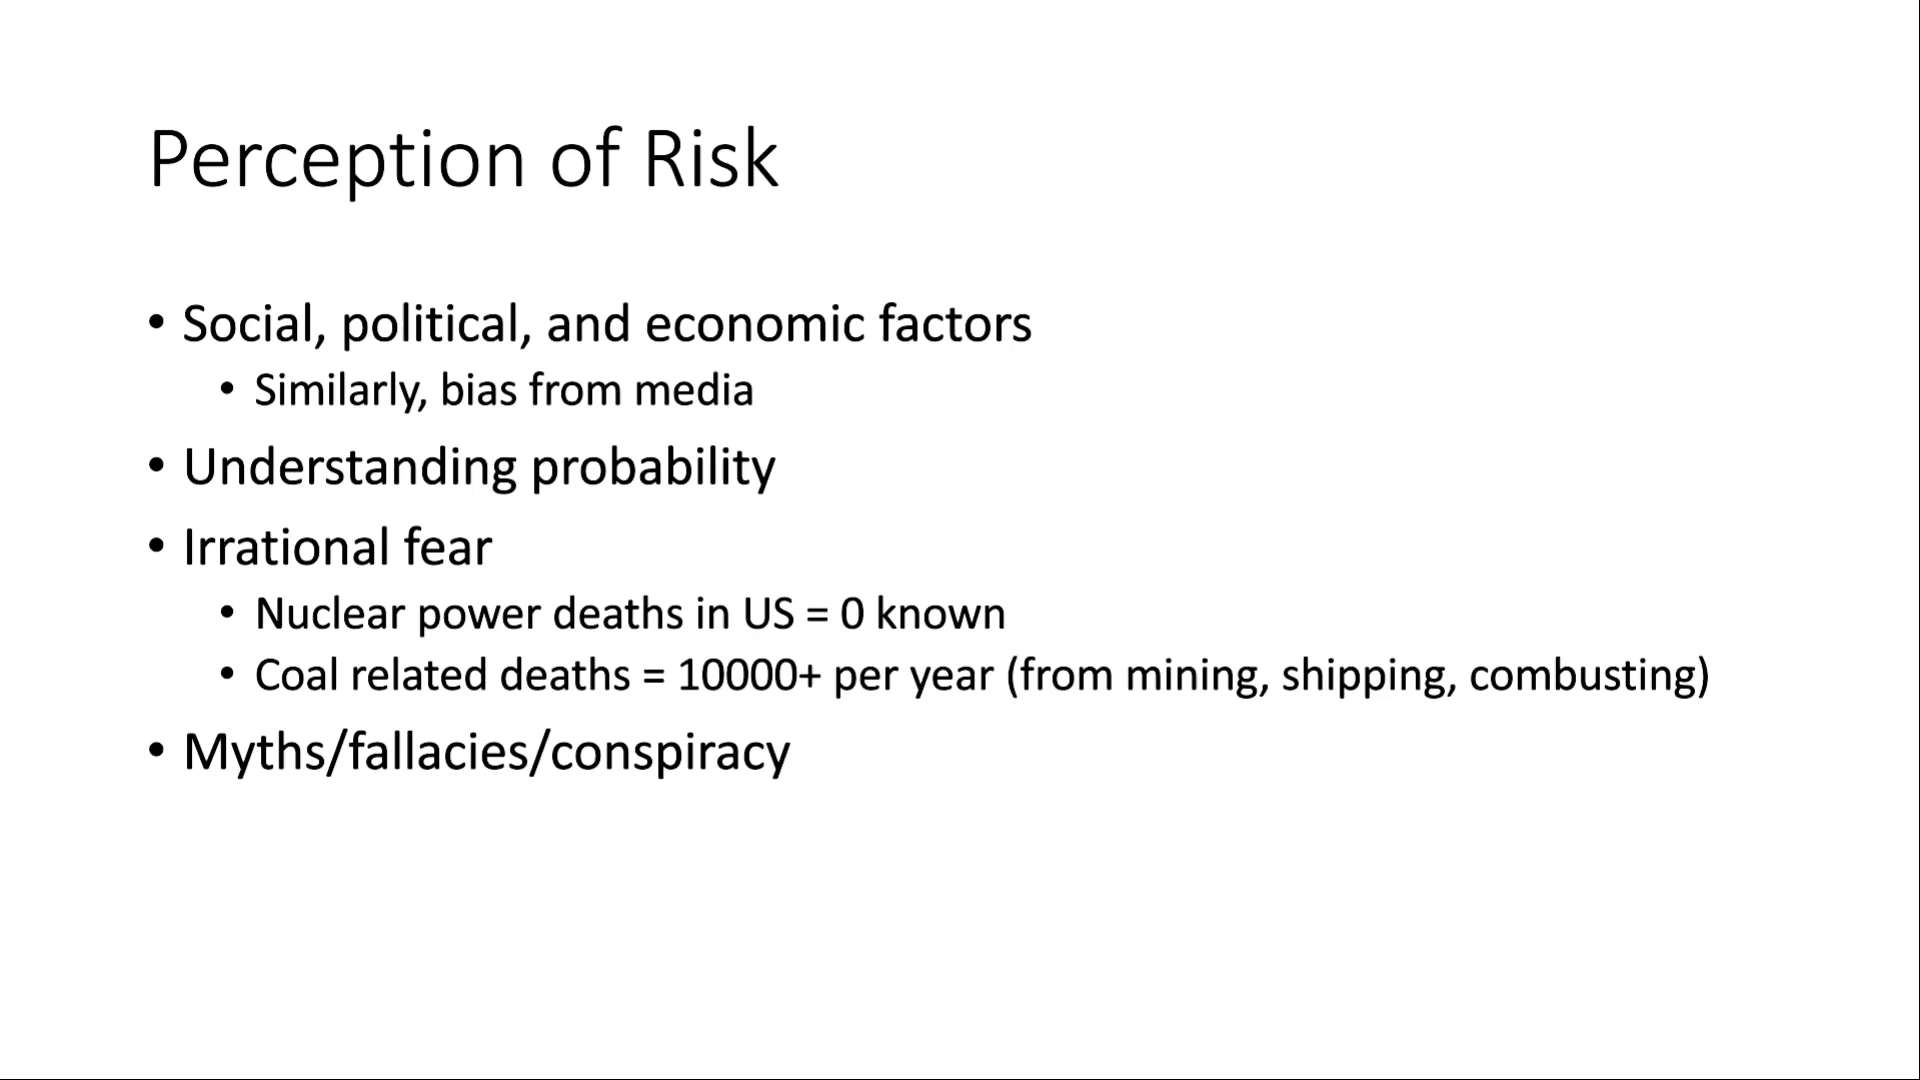 Perception of Risk
• Social, political, and economic factors
• Similarly, bias from media
• Understanding probability
• Irrational fear
• Nuclear power deaths in US = 0 known
• Coal related deaths = 10000+ per year (from mining, shipping, combusting)
• Myths/fallacies/conspiracy